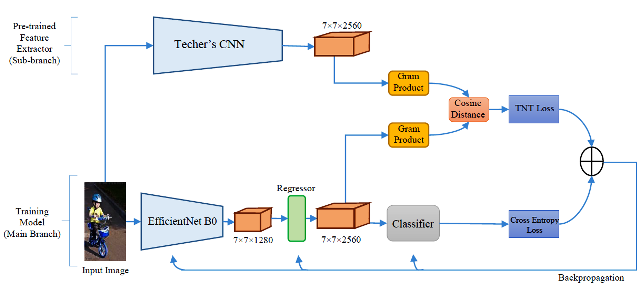 Pre-trained
Feature
Extractor
(Sub-branch)
Techer's CNN
7×7×2560
Gram
Product
Cosine
Distance
TNT Loss
Gram
Product
Training
Model
(Main Branch)
Input Image
EfficientNet B0
7×7×1280
Regressor
7×7×2560
Classifier
Cross Entropy
Loss
Backpropagation